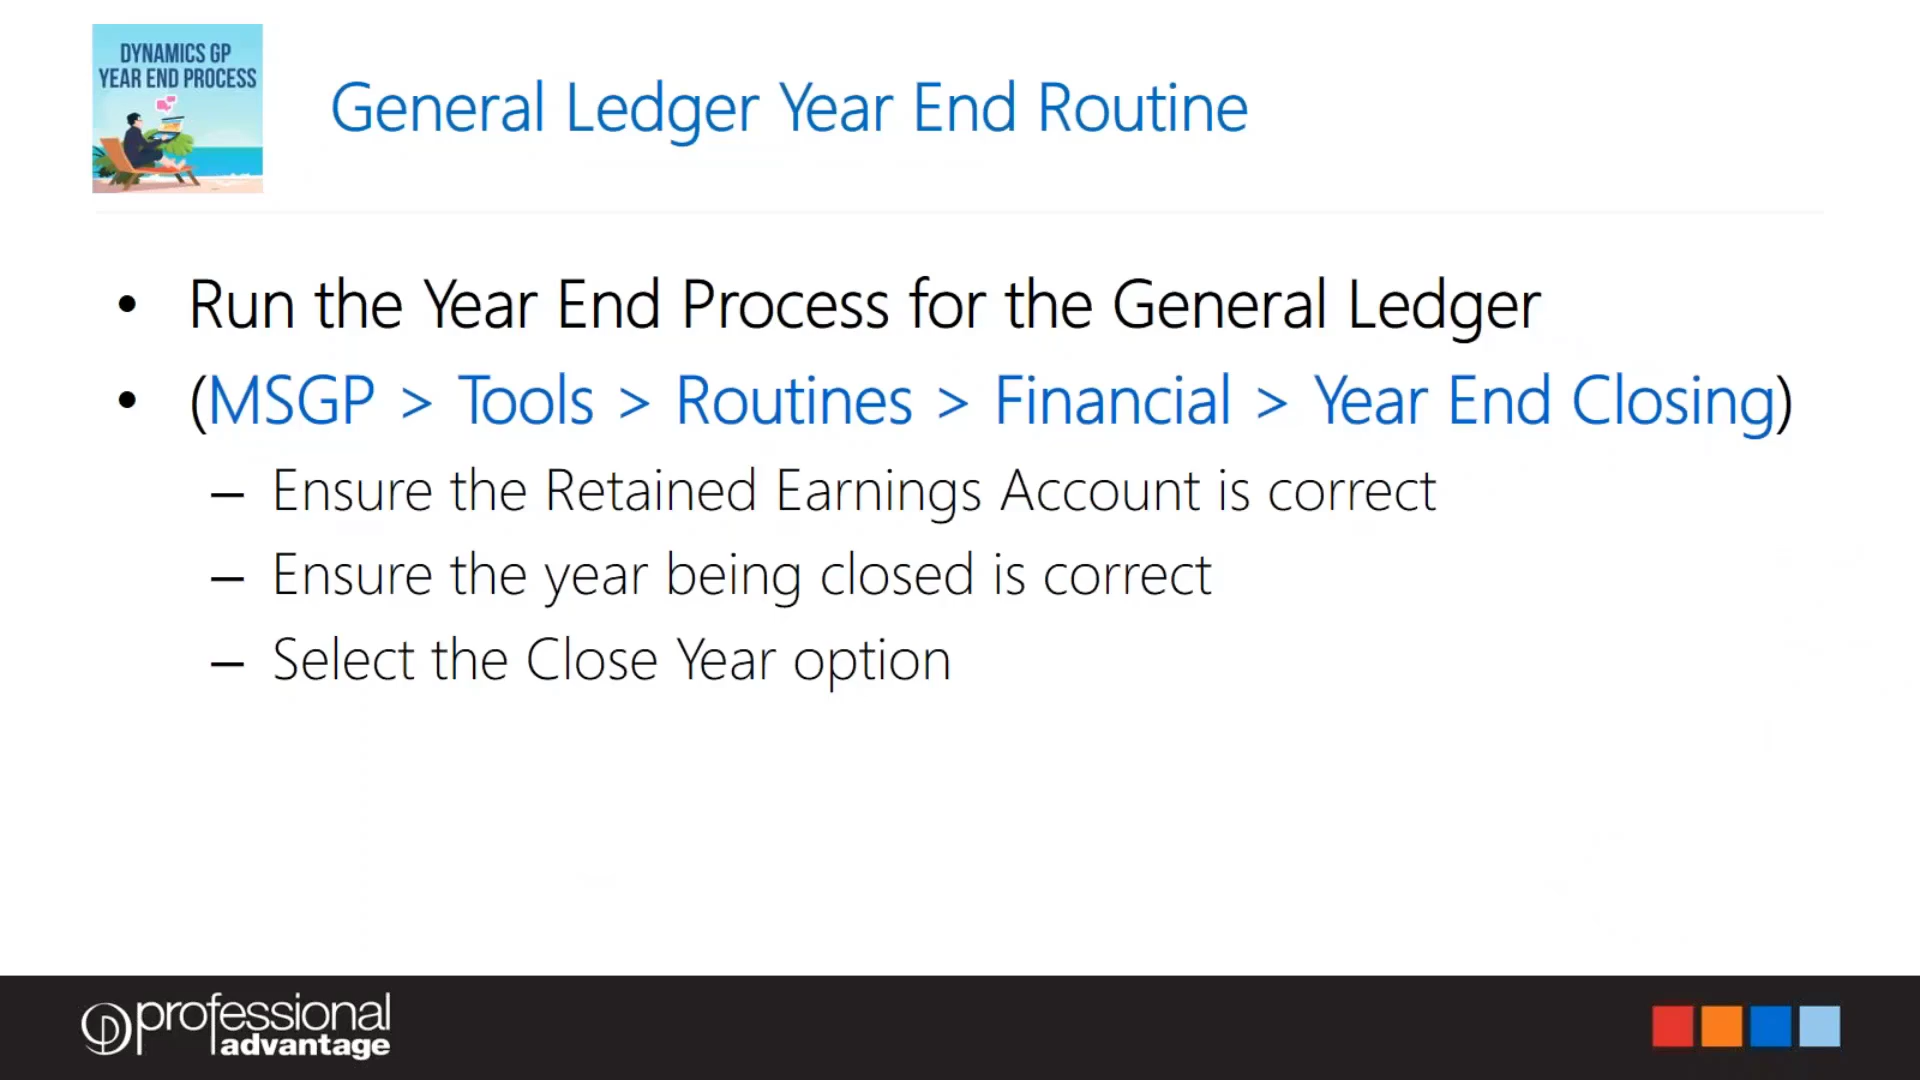 DYNAMICS GP
YEAR END PROCESS
General Ledger Year End Routine
• Run the Year End Process for the General Ledger
• (MSGP > Tools > Routines > Financial > Year End Closing)
– Ensure the Retained Earnings Account is correct
– Ensure the year being closed is correct
– Select the Close Year option
professional
advantage